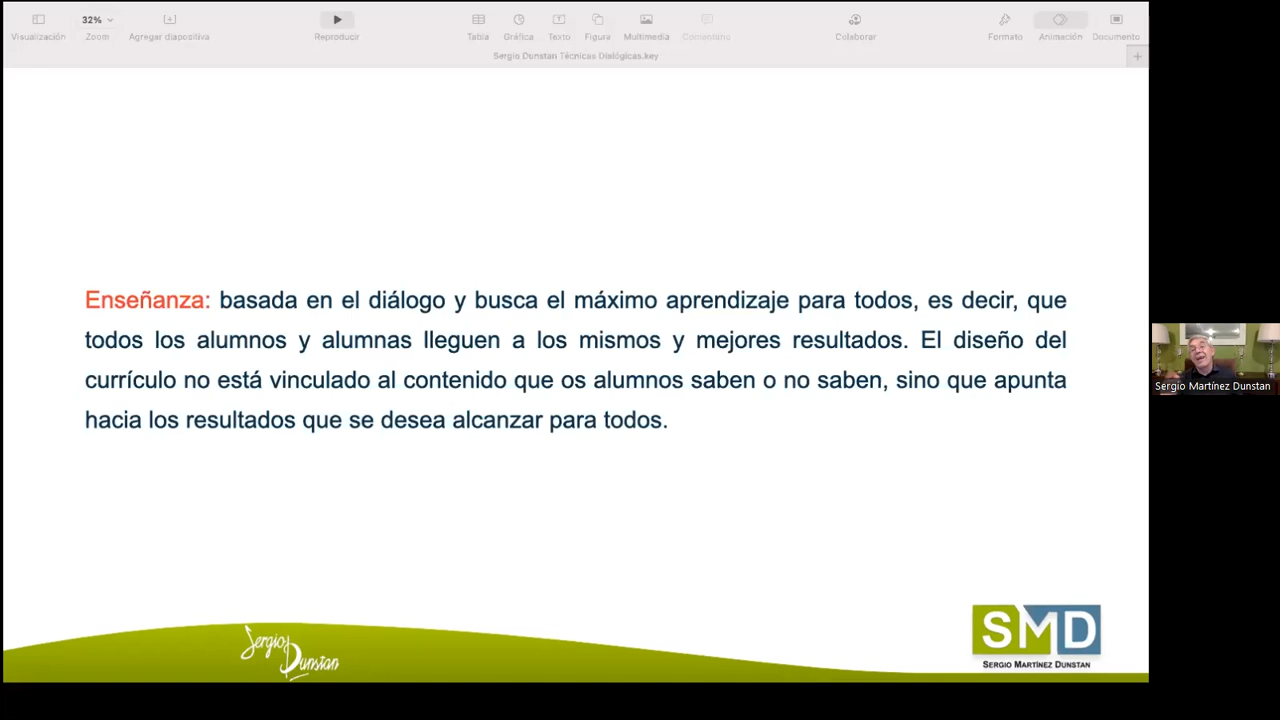 32%
Visualización
Zoom
Agregar diapositiva
Reproducir
Tabla
Gráfica
Texto
Figura
Multimedia
Comentario
Colaborar
Formato
Animación
Documento
Sergio Dunstan Técnicas Dialógicas.key
Enseñanza: basada en el diálogo y busca el máximo aprendizaje para todos, es decir, que
todos los alumnos y alumnas lleguen a los mismos y mejores resultados. El diseño del
currículo no está vinculado al contenido que os alumnos saben o no saben, sino que apunta
hacia los resultados que se desea alcanzar para todos.
Sergio Martínez Dunstan
Sergio
Dunstan
SMD
SERGIO MARTÍNEZ DUNSTAN